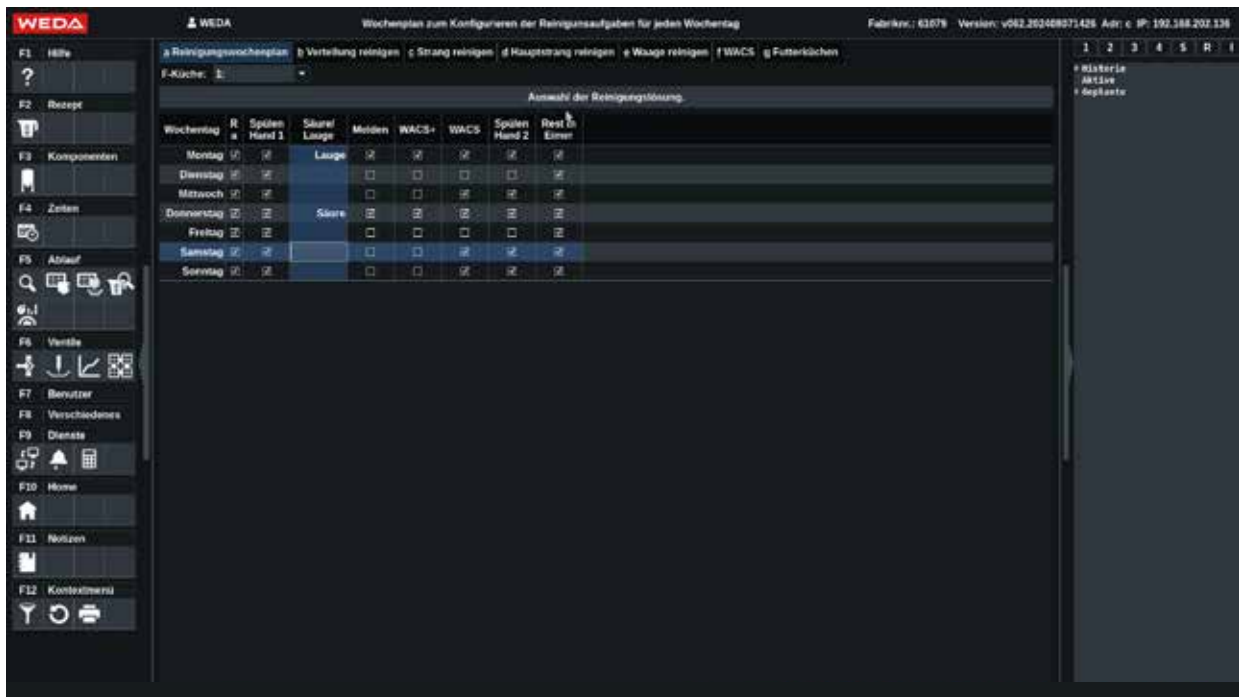 WEDA
WEDA
Wochenplan zum Konfigurieren der Reinigunsaufgaben für jeden Wochentag
Fabriknr.: 61079 Version: v062.202408071426 Adr: c IP: 192.168.202.136
F1 Hilfe
F2 Rezept
F3 Komponenten
F4 Zeiten
F5 Ablauf
F6 Ventile
F7 Benutzer
F8 Verschiedenes
F9 Dienste
F10 Home
F11 Notizen
F12 Kontextmenü
a Reinigungswochenplan b Verteilung reinigen c Strang reinigen d Hauptstrang reinigen e Waage reinigen f WACS g Futterküchen
F-Küche: 1:
Auswahl der Reinigungslösung.
Wochentag R a Spülen Hand 1 Säure/ Lauge Melden WACS+ WACS Spülen Hand 2 Rest in Eimer
Montag Lauge
Dienstag
Mittwoch
Donnerstag Säure
Freitag
Samstag
Sonntag
1 2 3 4 5 R I
Historie
Aktive
Geplante